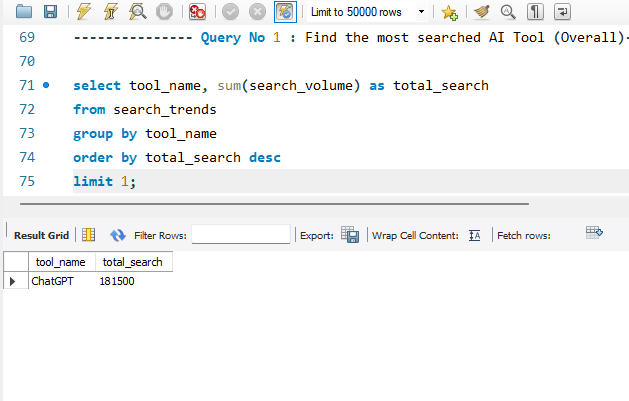 Limit to 50000 rows
69 --------------- Query No 1 : Find the most searched AI Tool (Overall)-
70
71 select tool_name, sum(search_volume) as total_search
72 from search_trends
73 group by tool_name
74 order by total_search desc
75 limit 1;
Result Grid Filter Rows: Export: Wrap Cell Content: Fetch rows:
tool_name total_search
ChatGPT 181500